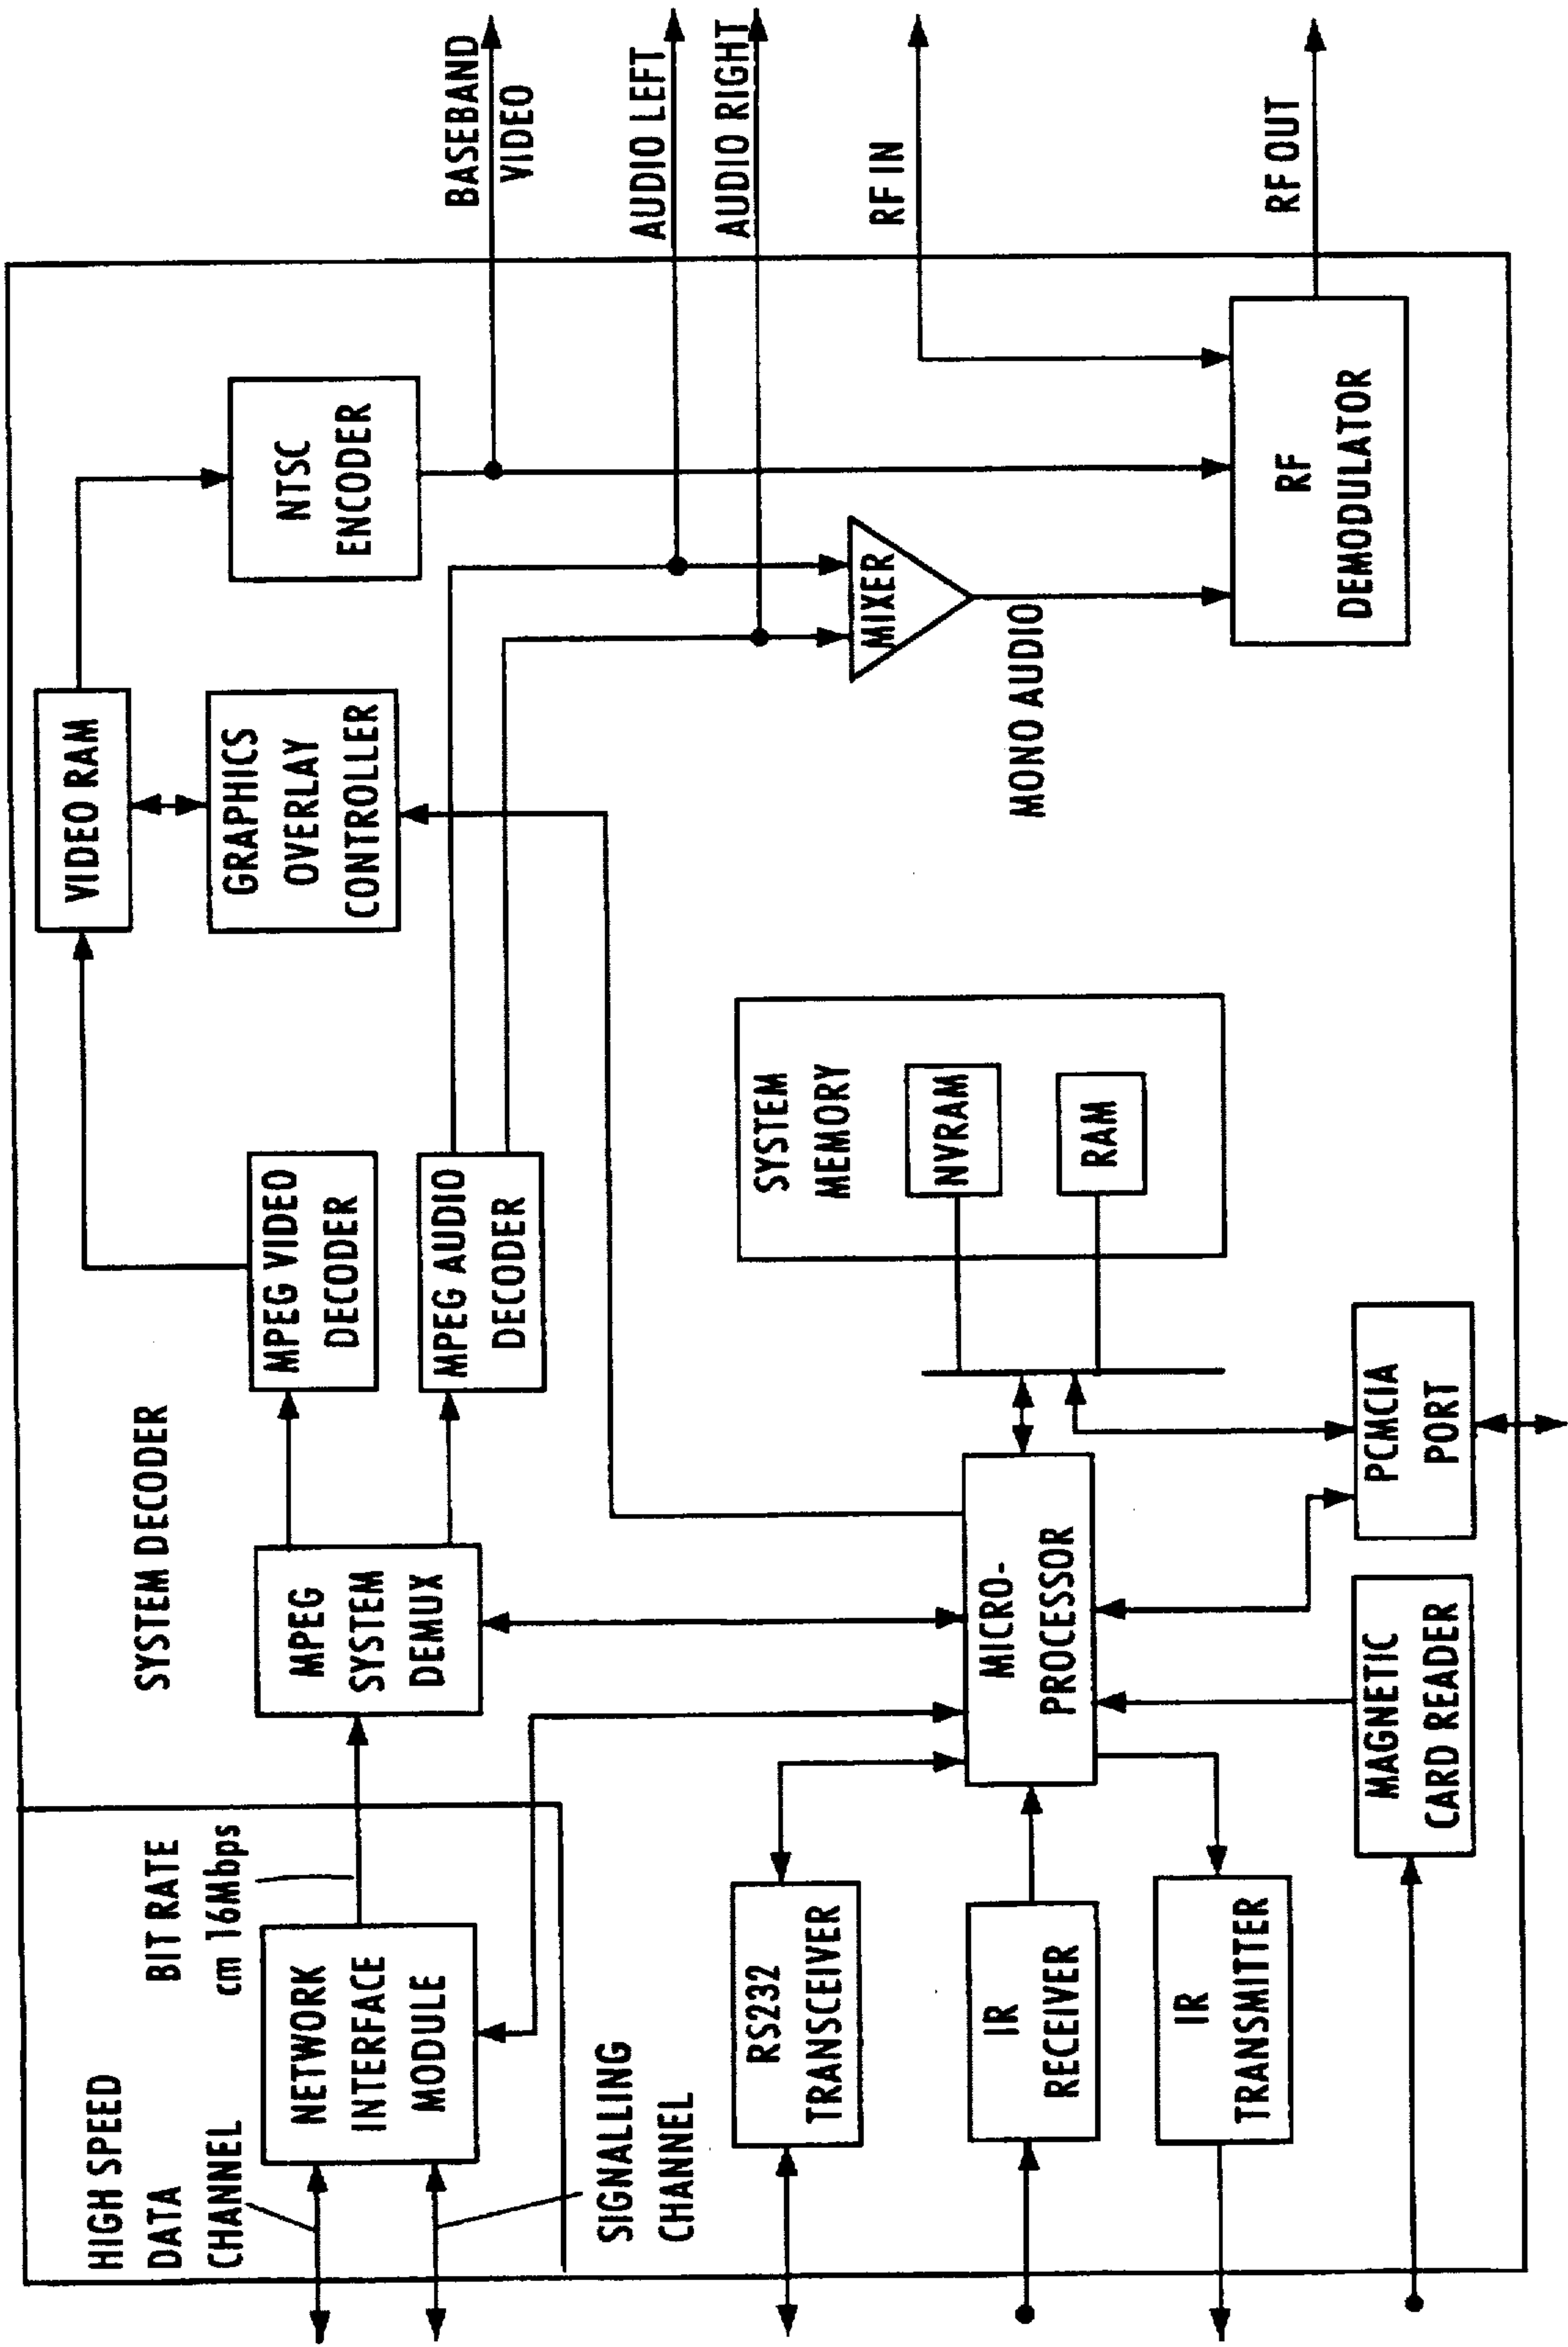 HIGH SPEED
DATA
CHANNEL
BIT RATE
cm 16Mbps
NETWORK
INTERFACE
MODULE
SIGNALLING
CHANNEL
SYSTEM DECODER
MPEG
SYSTEM
DEMUX
MPEG VIDEO
DECODER
MPEG AUDIO
DECODER
VIDEO RAM
GRAPHICS
OVERLAY
CONTROLLER
NTSC
ENCODER
BASEBAND
VIDEO
AUDIO LEFT
AUDIO RIGHT
RF IN
RF OUT
MIXER
MONO AUDIO
RF
DEMODULATOR
SYSTEM
MEMORY
NVRAM
RAM
MICRO-
PROCESSOR
RS232
TRANSCEIVER
IR
RECEIVER
IR
TRANSMITTER
MAGNETIC
CARD READER
PCMCIA
PORT